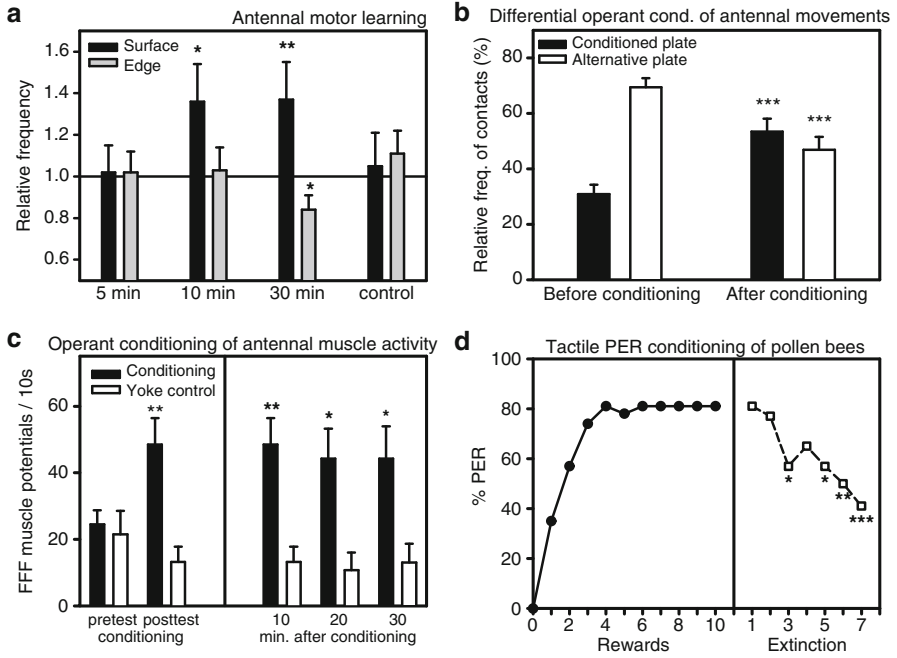 a
Antennal motor learning
Relative frequency
1.6
1.4
1.2
1.0
0.8
0.6
Surface
Edge
*
**
*
5 min 10 min 30 min control
b
Differential operant cond. of antennal movements
Relative freq. of contacts (%)
80
60
40
20
0
Conditioned plate
Alternative plate
***
***
Before conditioning After conditioning
c
Operant conditioning of antennal muscle activity
FFF muscle potentials / 10s
60
40
20
0
Conditioning
Yoke control
**
**
*
*
pretest posttest
conditioning
10 20 30
min. after conditioning
d
Tactile PER conditioning of pollen bees
% PER
100
80
60
40
20
0
*
*
**
***
0 2 4 6 8 10
Rewards
1 3 5 7
Extinction